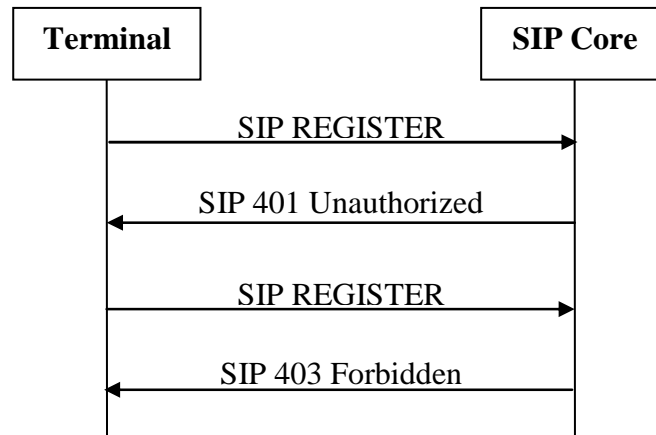 Terminal
SIP Core
SIP REGISTER
SIP 401 Unauthorized
SIP REGISTER
SIP 403 Forbidden